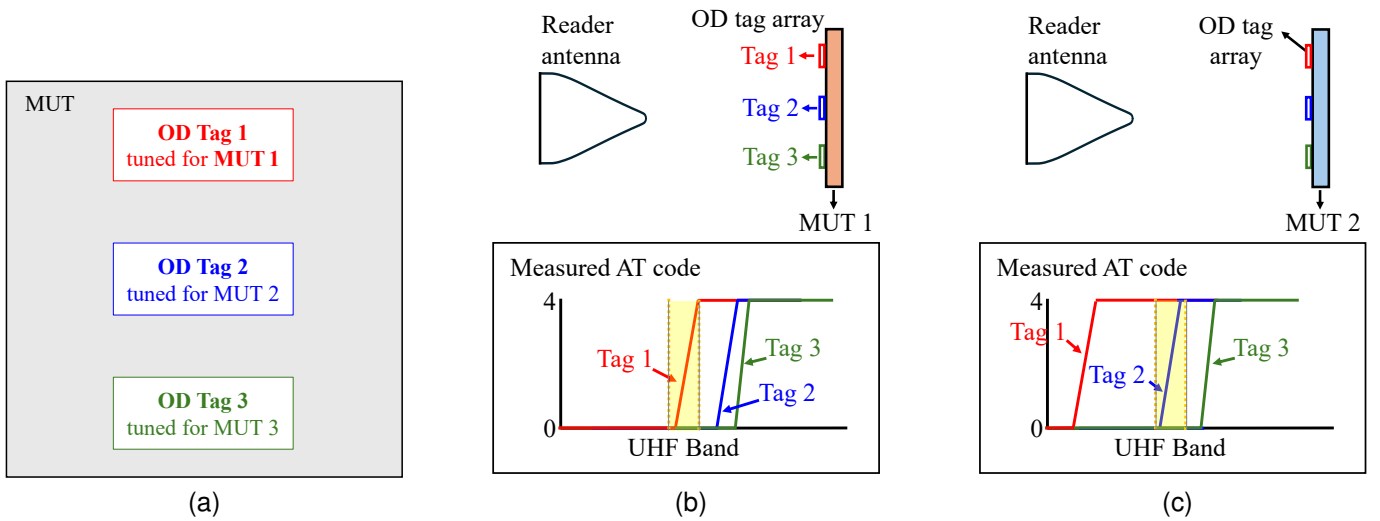 MUT
OD Tag 1
tuned for MUT 1
OD Tag 2
tuned for MUT 2
OD Tag 3
tuned for MUT 3
(a)
Reader
antenna
OD tag array
Tag 1
Tag 2
Tag 3
MUT 1
Measured AT code
4
Tag 1
Tag 3
Tag 2
0
UHF Band
(b)
Reader
antenna
OD tag
array
MUT 2
Measured AT code
4
Tag 1
Tag 3
Tag 2
0
UHF Band
(c)